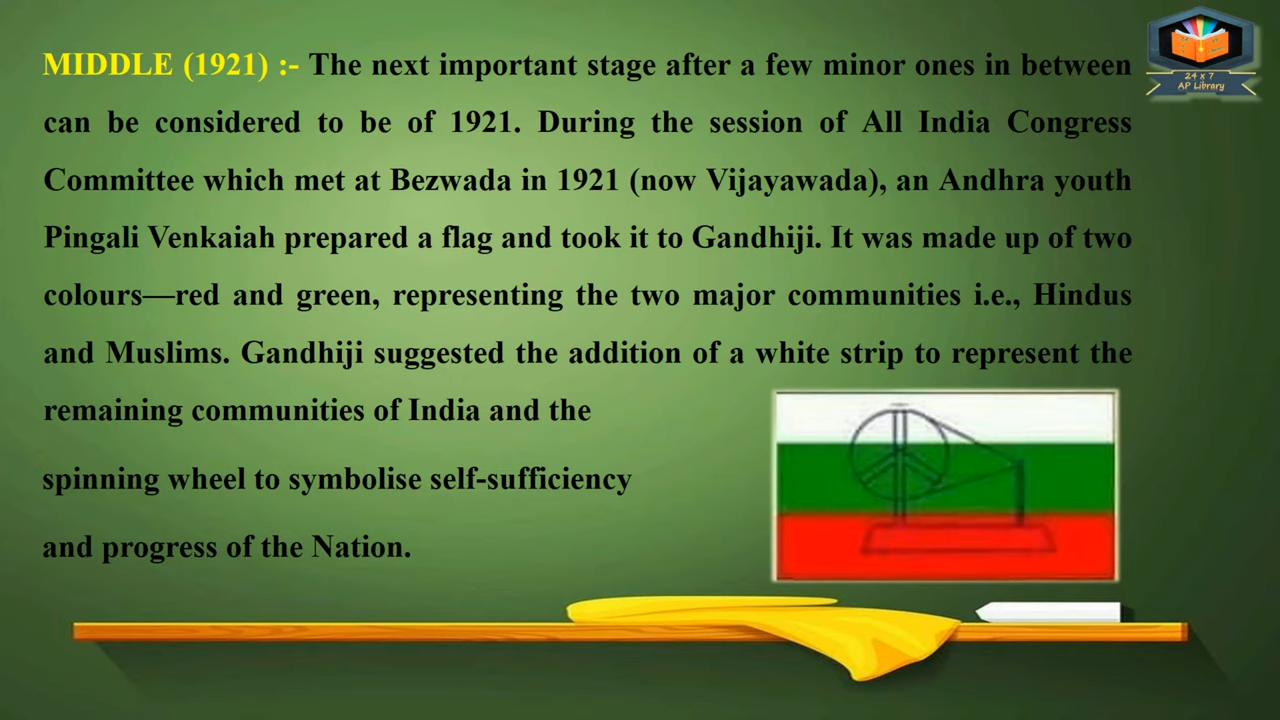 MIDDLE (1921) :- The next important stage after a few minor ones in between
can be considered to be of 1921. During the session of All India Congress
Committee which met at Bezwada in 1921 (now Vijayawada), an Andhra youth
Pingali Venkaiah prepared a flag and took it to Gandhiji. It was made up of two
colours—red and green, representing the two major communities i.e., Hindus
and Muslims. Gandhiji suggested the addition of a white strip to represent the
remaining communities of India and the
spinning wheel to symbolise self-sufficiency
and progress of the Nation.
24 x 7
AP Library